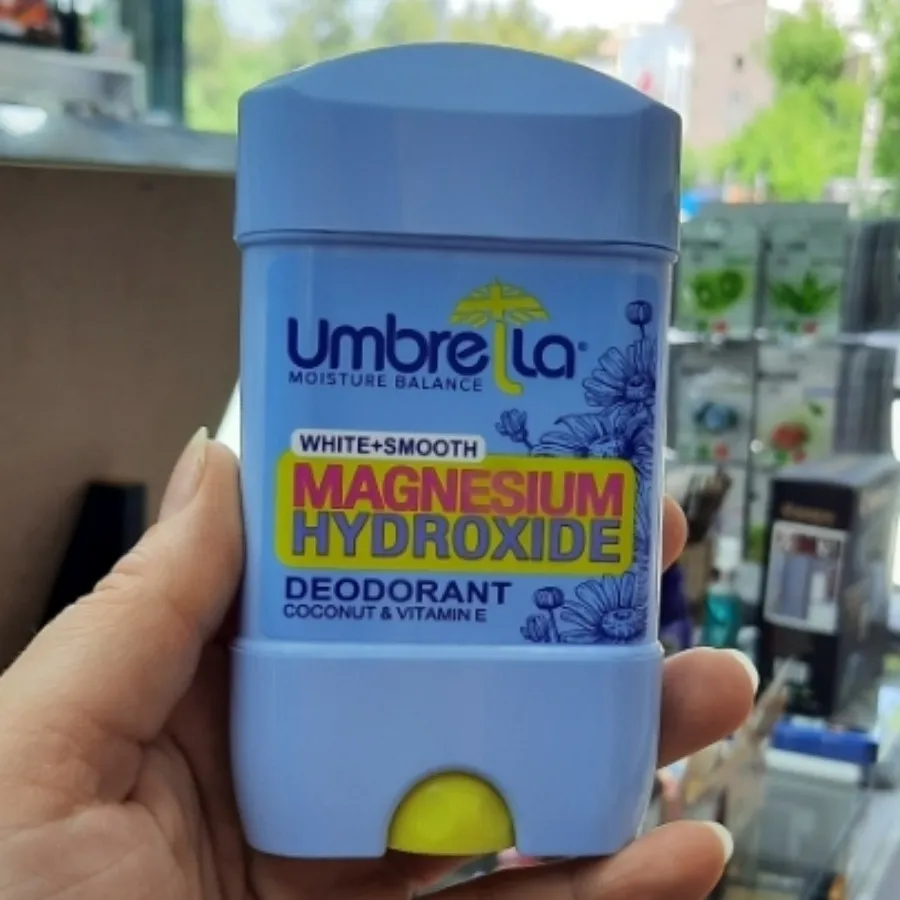 Umbrella®
MOISTURE BALANCE
WHITE+SMOOTH
MAGNESIUM
HYDROXIDE
DEODORANT
COCONUT & VITAMIN E